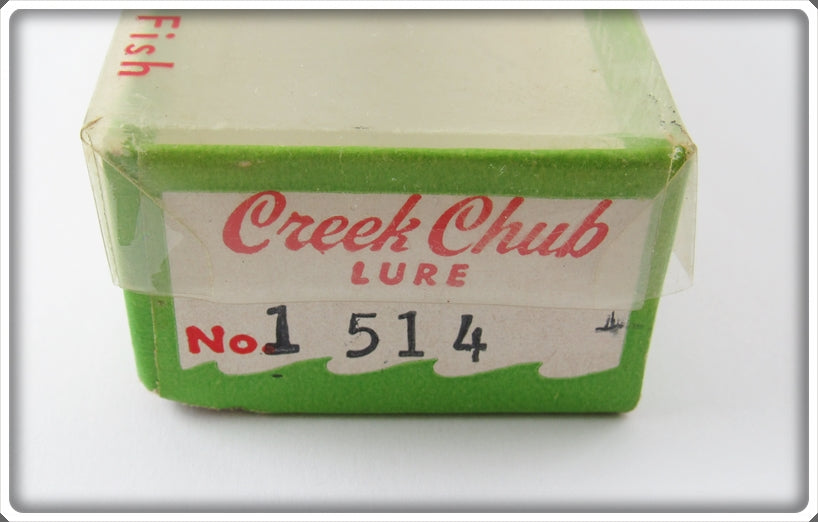 Fish
Creek Chub
LURE
No. 1 514